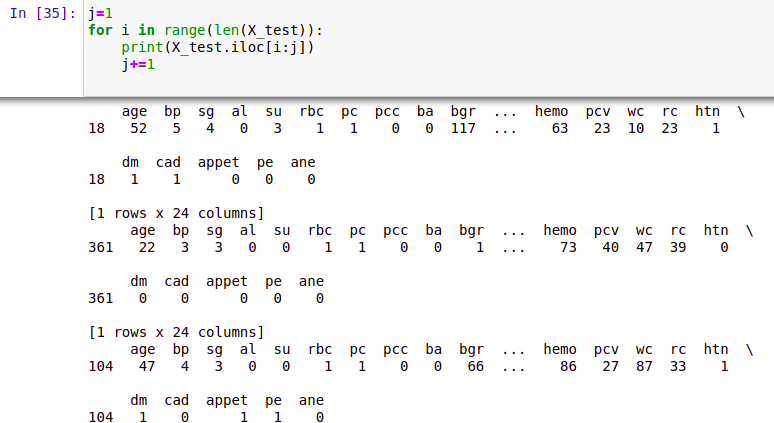 In [35]: j=1
for i in range(len(X_test)):
    print(X_test.iloc[i:j])
    j+=1
    age  bp  sg  al  su  rbc  pc  pcc  ba  bgr  ...  hemo  pcv  wc  rc  htn  \
18   52   5   4   0   3    1   1    0   0  117  ...    63   23  10  23    1
    dm  cad  appet  pe  ane
18   1    1      0   0    0
[1 rows x 24 columns]
     age  bp  sg  al  su  rbc  pc  pcc  ba  bgr  ...  hemo  pcv  wc  rc  htn  \
361   22   3   3   0   0    1   1    0   0    1  ...    73   40  47  39    0
     dm  cad  appet  pe  ane
361   0    0      0   0    0
[1 rows x 24 columns]
     age  bp  sg  al  su  rbc  pc  pcc  ba  bgr  ...  hemo  pcv  wc  rc  htn  \
104   47   4   3   0   0    1   1    0   0   66  ...    86   27  87  33    1
     dm  cad  appet  pe  ane
104   1    0      1   1    0